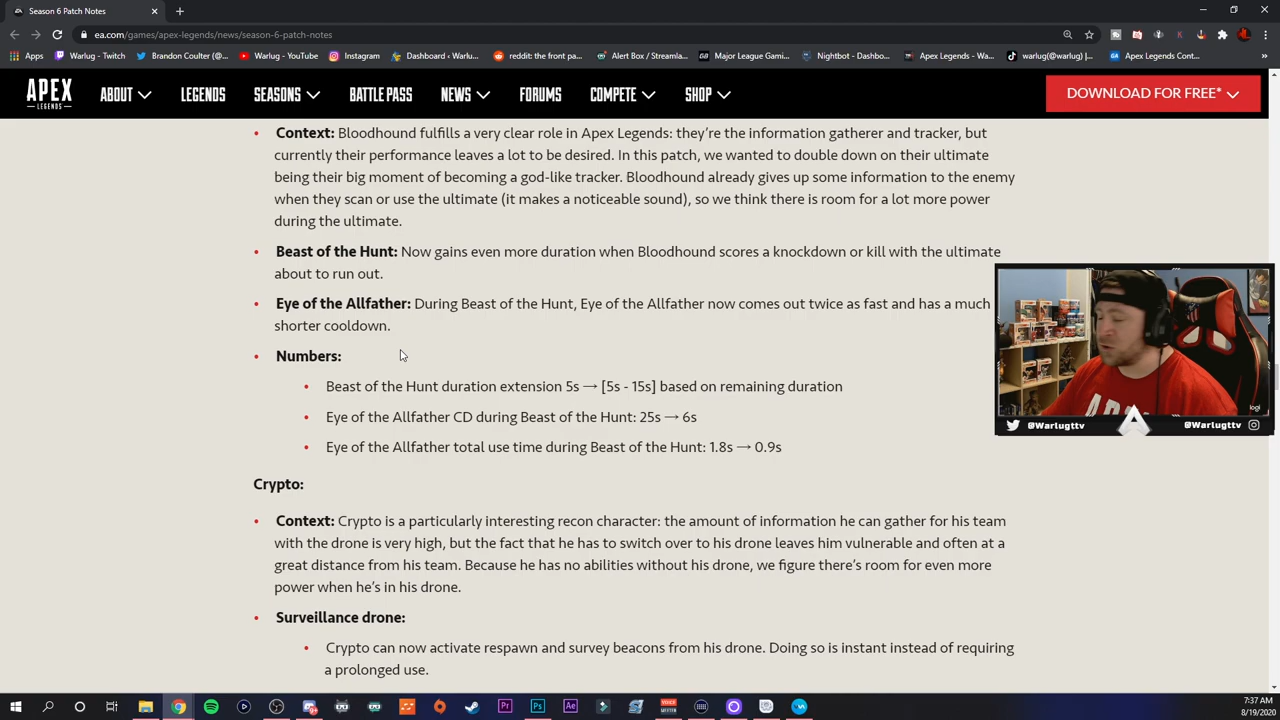 Season 6 Patch Notes
ea.com/games/apex-legends/news/season-6-patch-notes
Apps Warlug - Twitch Brandon Coulter (@... Warlug - YouTube Instagram Dashboard ‹ Warlu... reddit: the front pa... Alert Box / Streamla... Major League Gami... Nightbot - Dashbo... Apex Legends - Wa... warlug(@warlug) |... Apex Legends Cont...
APEX
LEGENDS
ABOUT LEGENDS SEASONS BATTLE PASS NEWS FORUMS COMPETE SHOP DOWNLOAD FOR FREE*
• Context: Bloodhound fulfills a very clear role in Apex Legends: they're the information gatherer and tracker, but
currently their performance leaves a lot to be desired. In this patch, we wanted to double down on their ultimate
being their big moment of becoming a god-like tracker. Bloodhound already gives up some information to the enemy
when they scan or use the ultimate (it makes a noticeable sound), so we think there is room for a lot more power
during the ultimate.
• Beast of the Hunt: Now gains even more duration when Bloodhound scores a knockdown or kill with the ultimate
about to run out.
• Eye of the Allfather: During Beast of the Hunt, Eye of the Allfather now comes out twice as fast and has a much
shorter cooldown.
• Numbers:
• Beast of the Hunt duration extension 5s → [5s - 15s] based on remaining duration
• Eye of the Allfather CD during Beast of the Hunt: 25s → 6s
• Eye of the Allfather total use time during Beast of the Hunt: 1.8s → 0.9s
logi
@Warlugttv @Warlugttv
Crypto:
• Context: Crypto is a particularly interesting recon character: the amount of information he can gather for his team
with the drone is very high, but the fact that he has to switch over to his drone leaves him vulnerable and often at a
great distance from his team. Because he has no abilities without his drone, we figure there's room for even more
power when he's in his drone.
• Surveillance drone:
• Crypto can now activate respawn and survey beacons from his drone. Doing so is instant instead of requiring
a prolonged use.
7:37 AM
8/19/2020